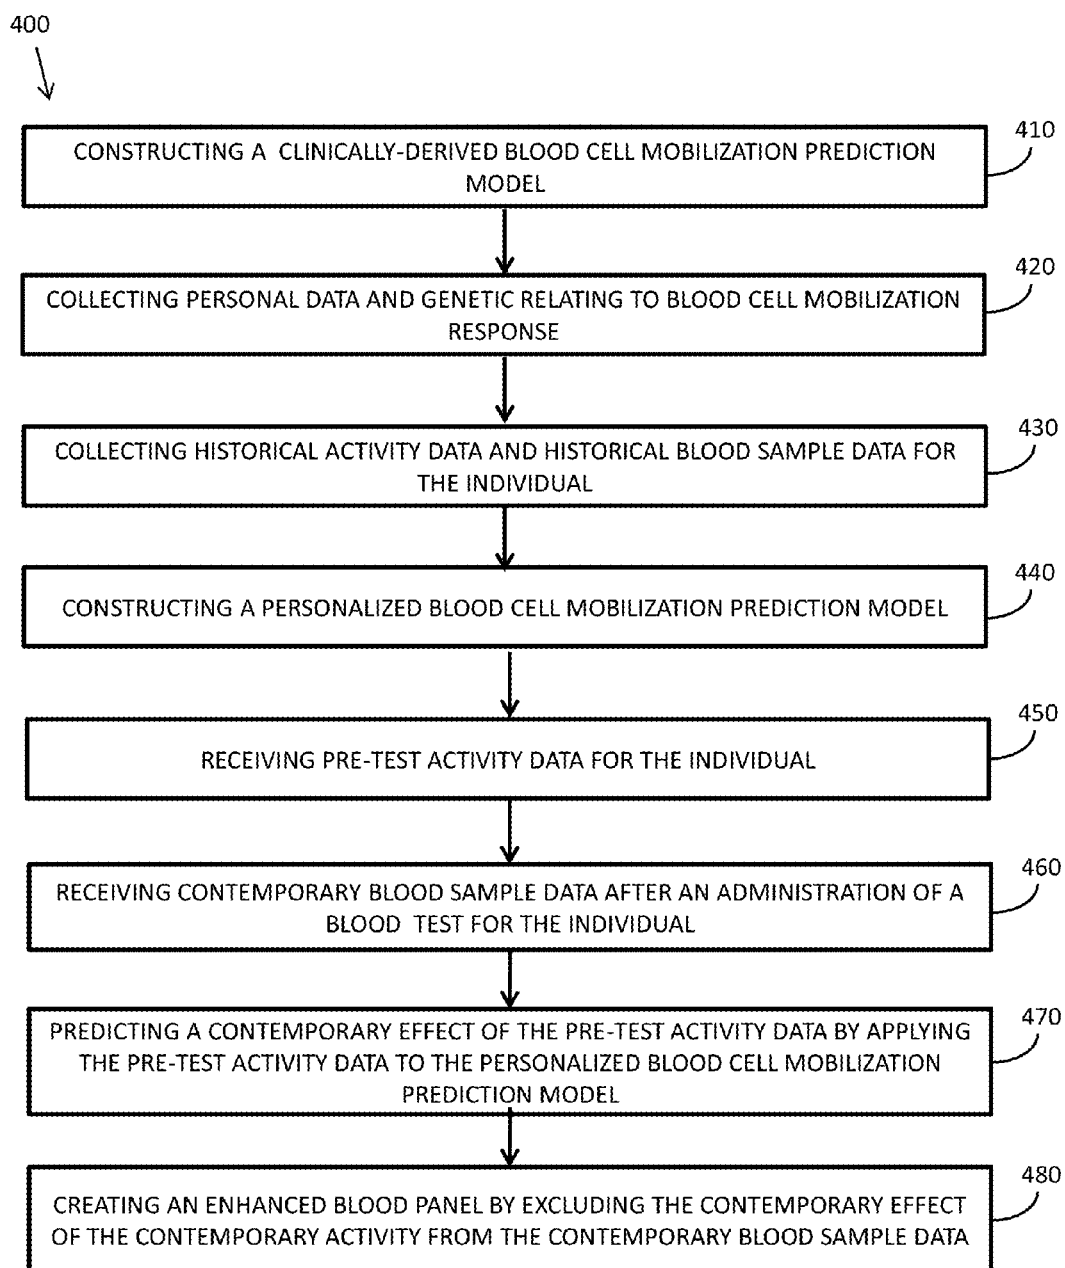 400
CONSTRUCTING A CLINICALLY-DERIVED BLOOD CELL MOBILIZATION PREDICTION
MODEL
410
COLLECTING PERSONAL DATA AND GENETIC RELATING TO BLOOD CELL MOBILIZATION
RESPONSE
420
COLLECTING HISTORICAL ACTIVITY DATA AND HISTORICAL BLOOD SAMPLE DATA FOR
THE INDIVIDUAL
430
CONSTRUCTING A PERSONALIZED BLOOD CELL MOBILIZATION PREDICTION MODEL
440
RECEIVING PRE-TEST ACTIVITY DATA FOR THE INDIVIDUAL
450
RECEIVING CONTEMPORARY BLOOD SAMPLE DATA AFTER AN ADMINISTRATION OF A
BLOOD TEST FOR THE INDIVIDUAL
460
PREDICTING A CONTEMPORARY EFFECT OF THE PRE-TEST ACTIVITY DATA BY APPLYING
THE PRE-TEST ACTIVITY DATA TO THE PERSONALIZED BLOOD CELL MOBILIZATION
PREDICTION MODEL
470
CREATING AN ENHANCED BLOOD PANEL BY EXCLUDING THE CONTEMPORARY EFFECT
OF THE CONTEMPORARY ACTIVITY FROM THE CONTEMPORARY BLOOD SAMPLE DATA
480